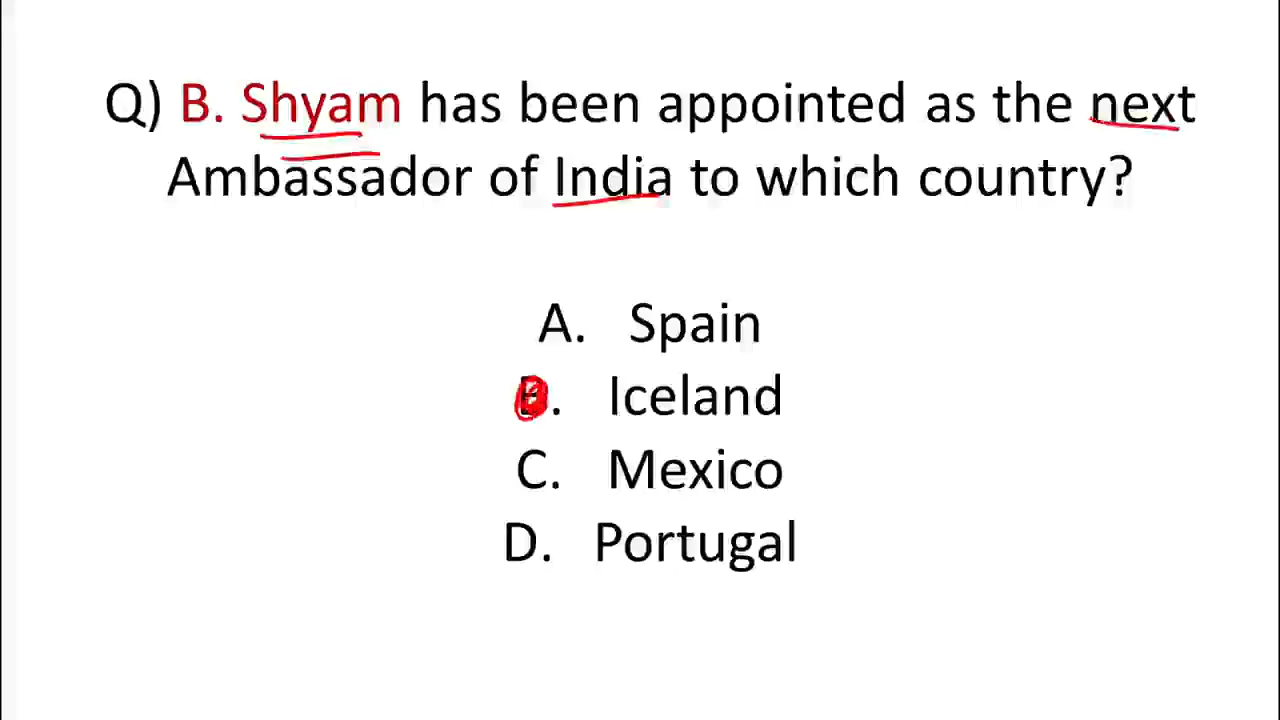 Q) B. Shyam has been appointed as the next
Ambassador of India to which country?
A. Spain
B. Iceland
C. Mexico
D. Portugal